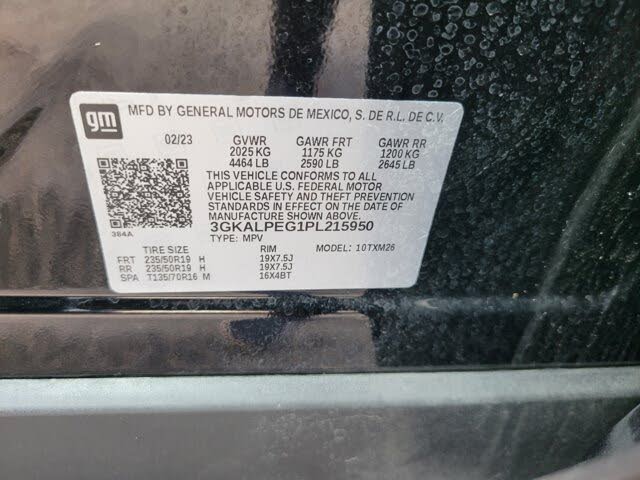 gm
MFD BY GENERAL MOTORS DE MEXICO, S. DE R.L. DE C.V.
02/23 GVWR GAWR FRT GAWR RR
2025 KG 1175 KG 1200 KG
4464 LB 2590 LB 2645 LB
THIS VEHICLE CONFORMS TO ALL
APPLICABLE U.S. FEDERAL MOTOR
VEHICLE SAFETY AND THEFT PREVENTION
STANDARDS IN EFFECT ON THE DATE OF
MANUFACTURE SHOWN ABOVE.
384A 3GKALPEG1PL215950
TYPE: MPV MODEL: 10TXM26
TIRE SIZE RIM
FRT 235/50R19 H 19X7.5J
RR 235/50R19 H 19X7.5J
SPA T135/70R16 M 16X4BT